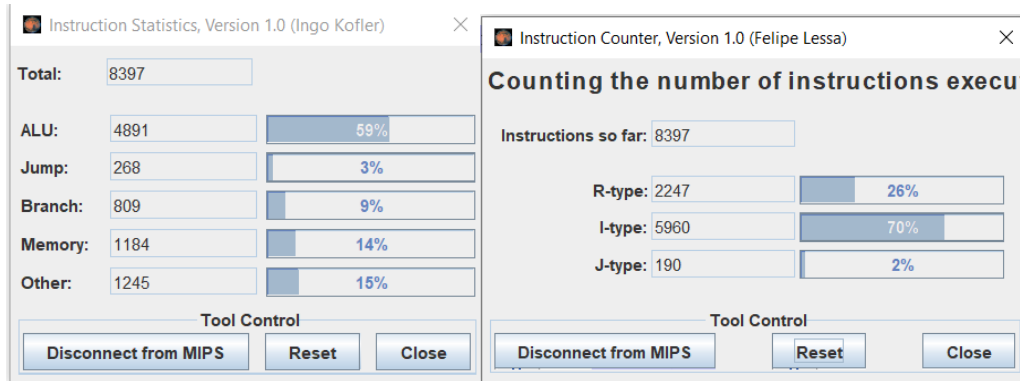 Instruction Statistics, Version 1.0 (Ingo Kofler)
Total: 8397
ALU: 4891 59%
Jump: 268 3%
Branch: 809 9%
Memory: 1184 14%
Other: 1245 15%
Tool Control
Disconnect from MIPS Reset Close
Instruction Counter, Version 1.0 (Felipe Lessa)
Counting the number of instructions execu
Instructions so far: 8397
R-type: 2247 26%
I-type: 5960 70%
J-type: 190 2%
Tool Control
Disconnect from MIPS Reset Close